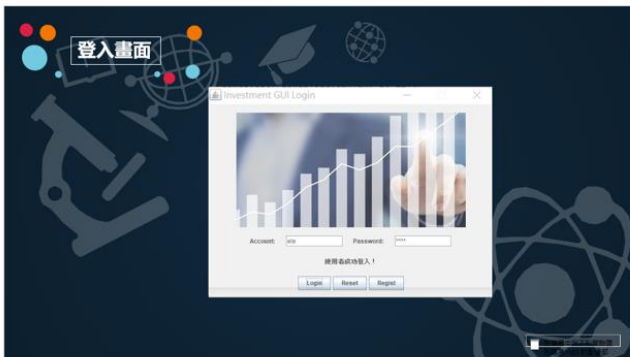 登入畫面
Investment GUI Login
Account: Password: ****
使用者成功登入！
Login Reset Regist